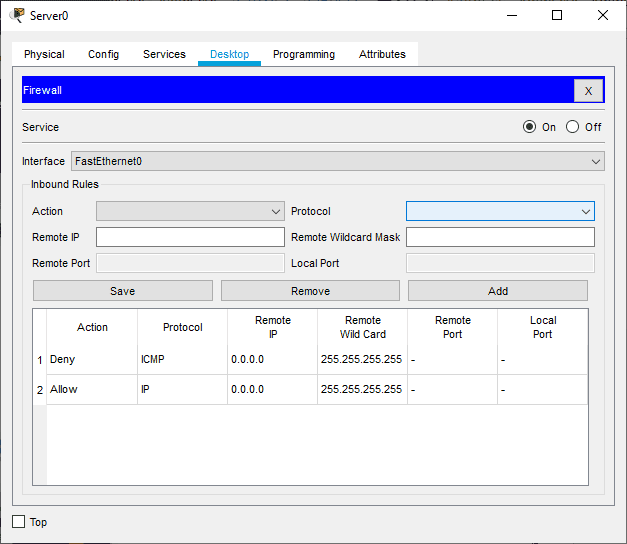 Server0
Physical Config Services Desktop Programming Attributes
Firewall X
Service On Off
Interface FastEthernet0
Inbound Rules
Action Protocol
Remote IP Remote Wildcard Mask
Remote Port Local Port
Save Remove Add
Action Protocol Remote IP Remote Wild Card Remote Port Local Port
1 Deny ICMP 0.0.0.0 255.255.255.255 - -
2 Allow IP 0.0.0.0 255.255.255.255 - -
Top